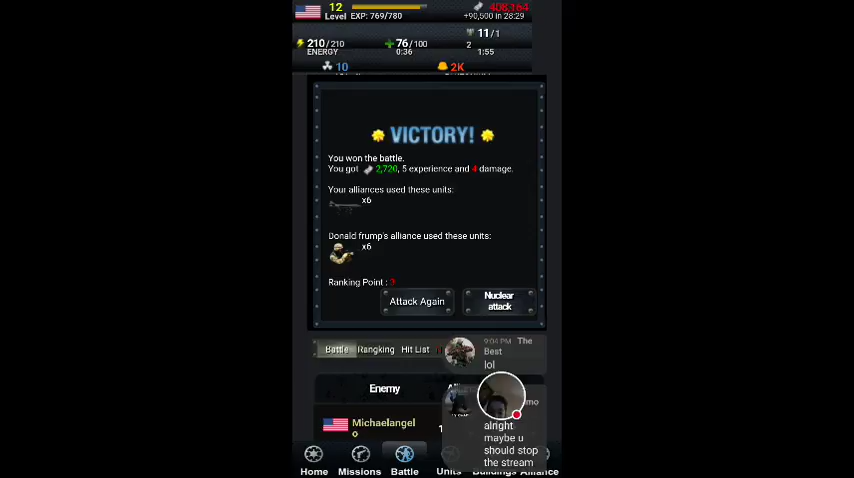 12
Level
EXP: 769/780
408,164
+90,500 in 28:29
210/210
ENERGY
76/100
0:36
11/1
2
1:55
10
2K
VICTORY!
You won the battle.
You got 2,720, 5 experience and 4 damage.
Your alliances used these units:
x6
Donald frump's alliance used these units:
x6
Ranking Point : 3
Attack Again
Nuclear
attack
Battle Rangking Hit List
9:04 PM The
Best
lol
Enemy
Michaelangel
o
alright
maybe u
should stop
the stream
Home Missions Battle Units Buildings Alliance